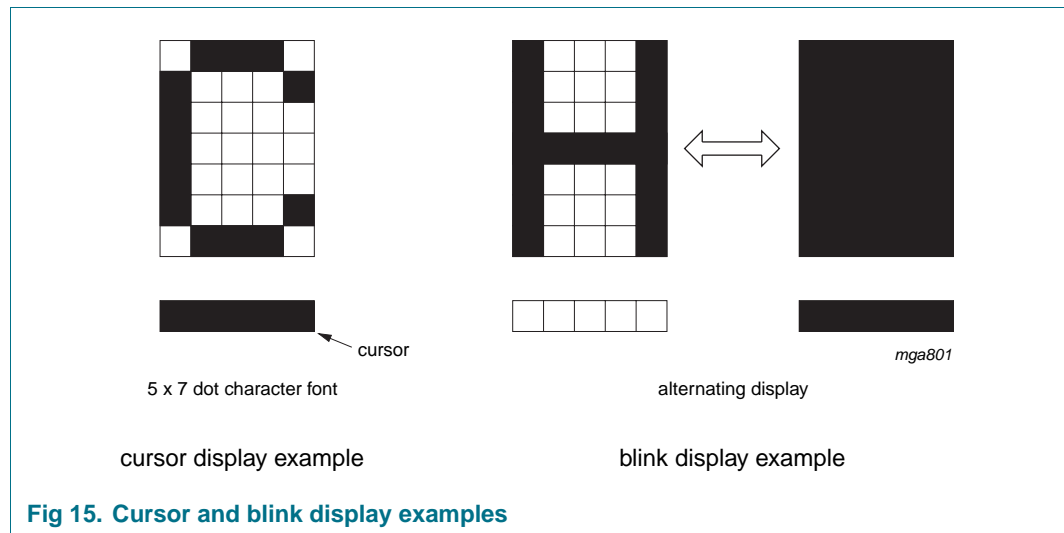 cursor
mga801
5 x 7 dot character font
alternating display
cursor display example
blink display example
Fig 15. Cursor and blink display examples